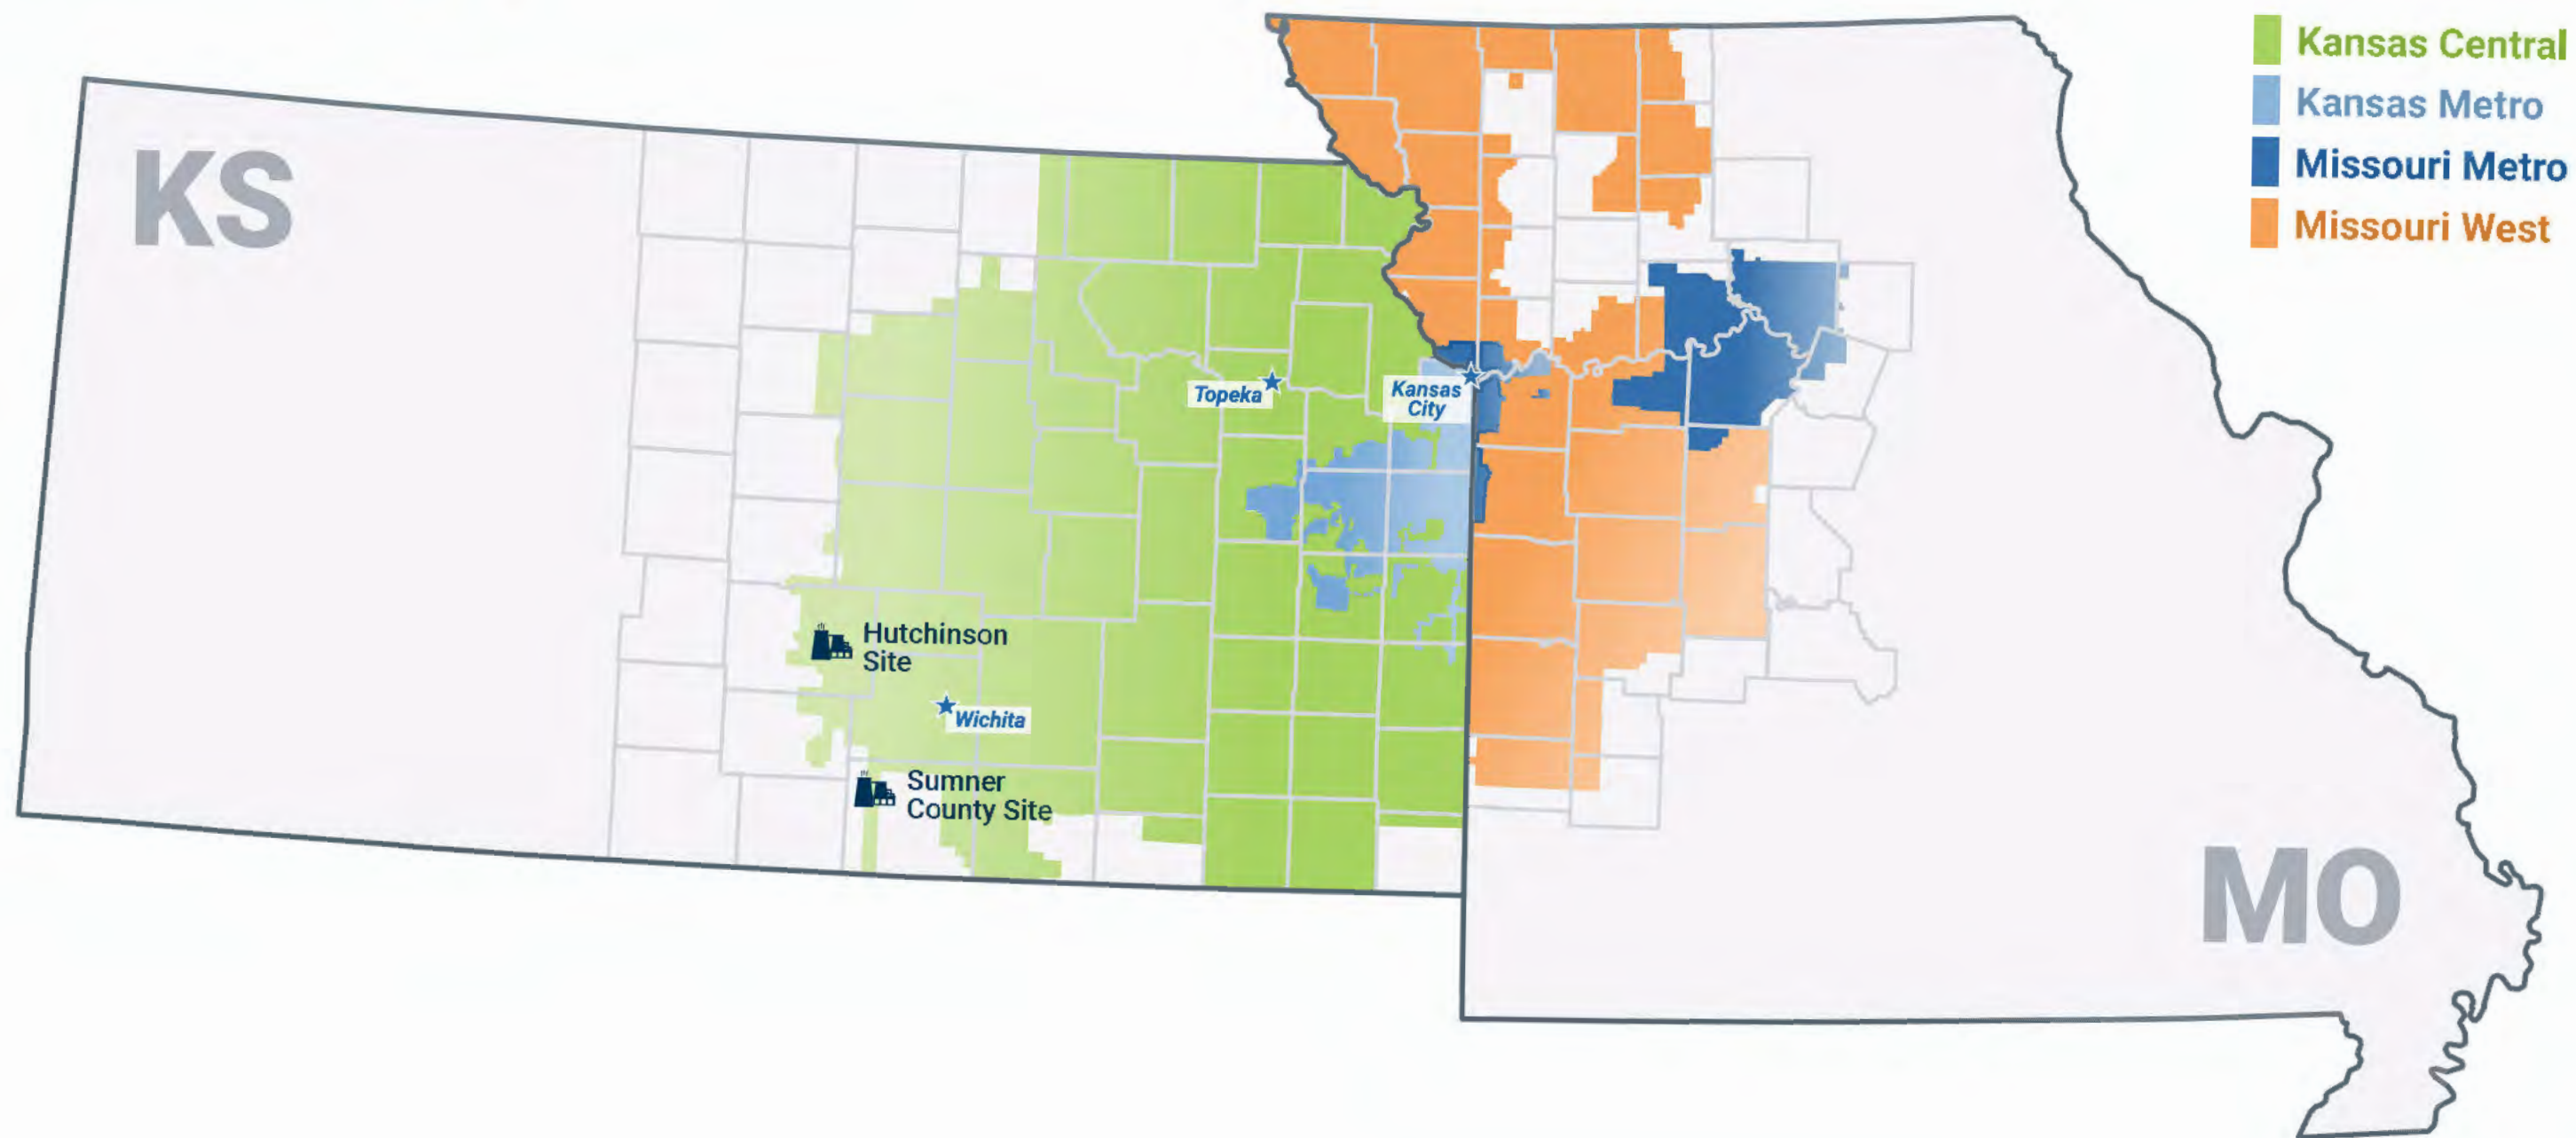 Kansas Central
Kansas Metro
Missouri Metro
Missouri West
KS
Topeka
Kansas
City
Hutchinson
Site
Wichita
Sumner
County Site
MO